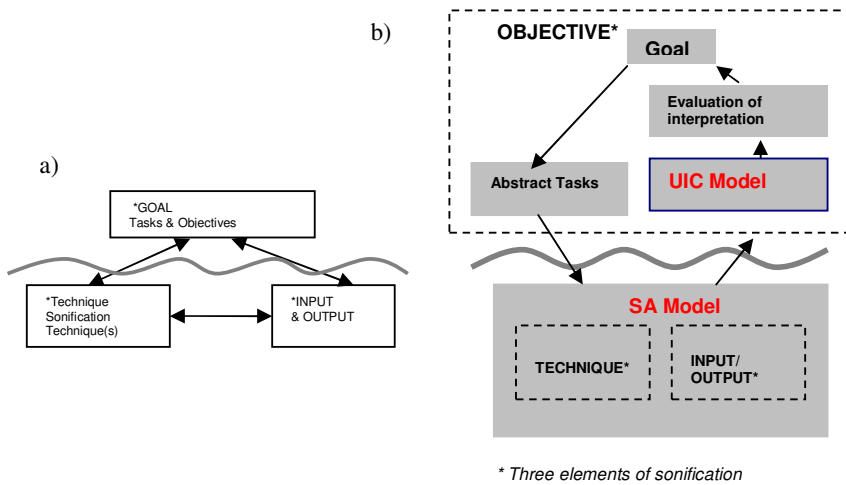 a)
*GOAL
Tasks & Objectives
*Technique
Sonification
Technique(s)
*INPUT
& OUTPUT
b)
OBJECTIVE*
Goal
Evaluation of
interpretation
Abstract Tasks
UIC Model
SA Model
TECHNIQUE*
INPUT/
OUTPUT*
* Three elements of sonification